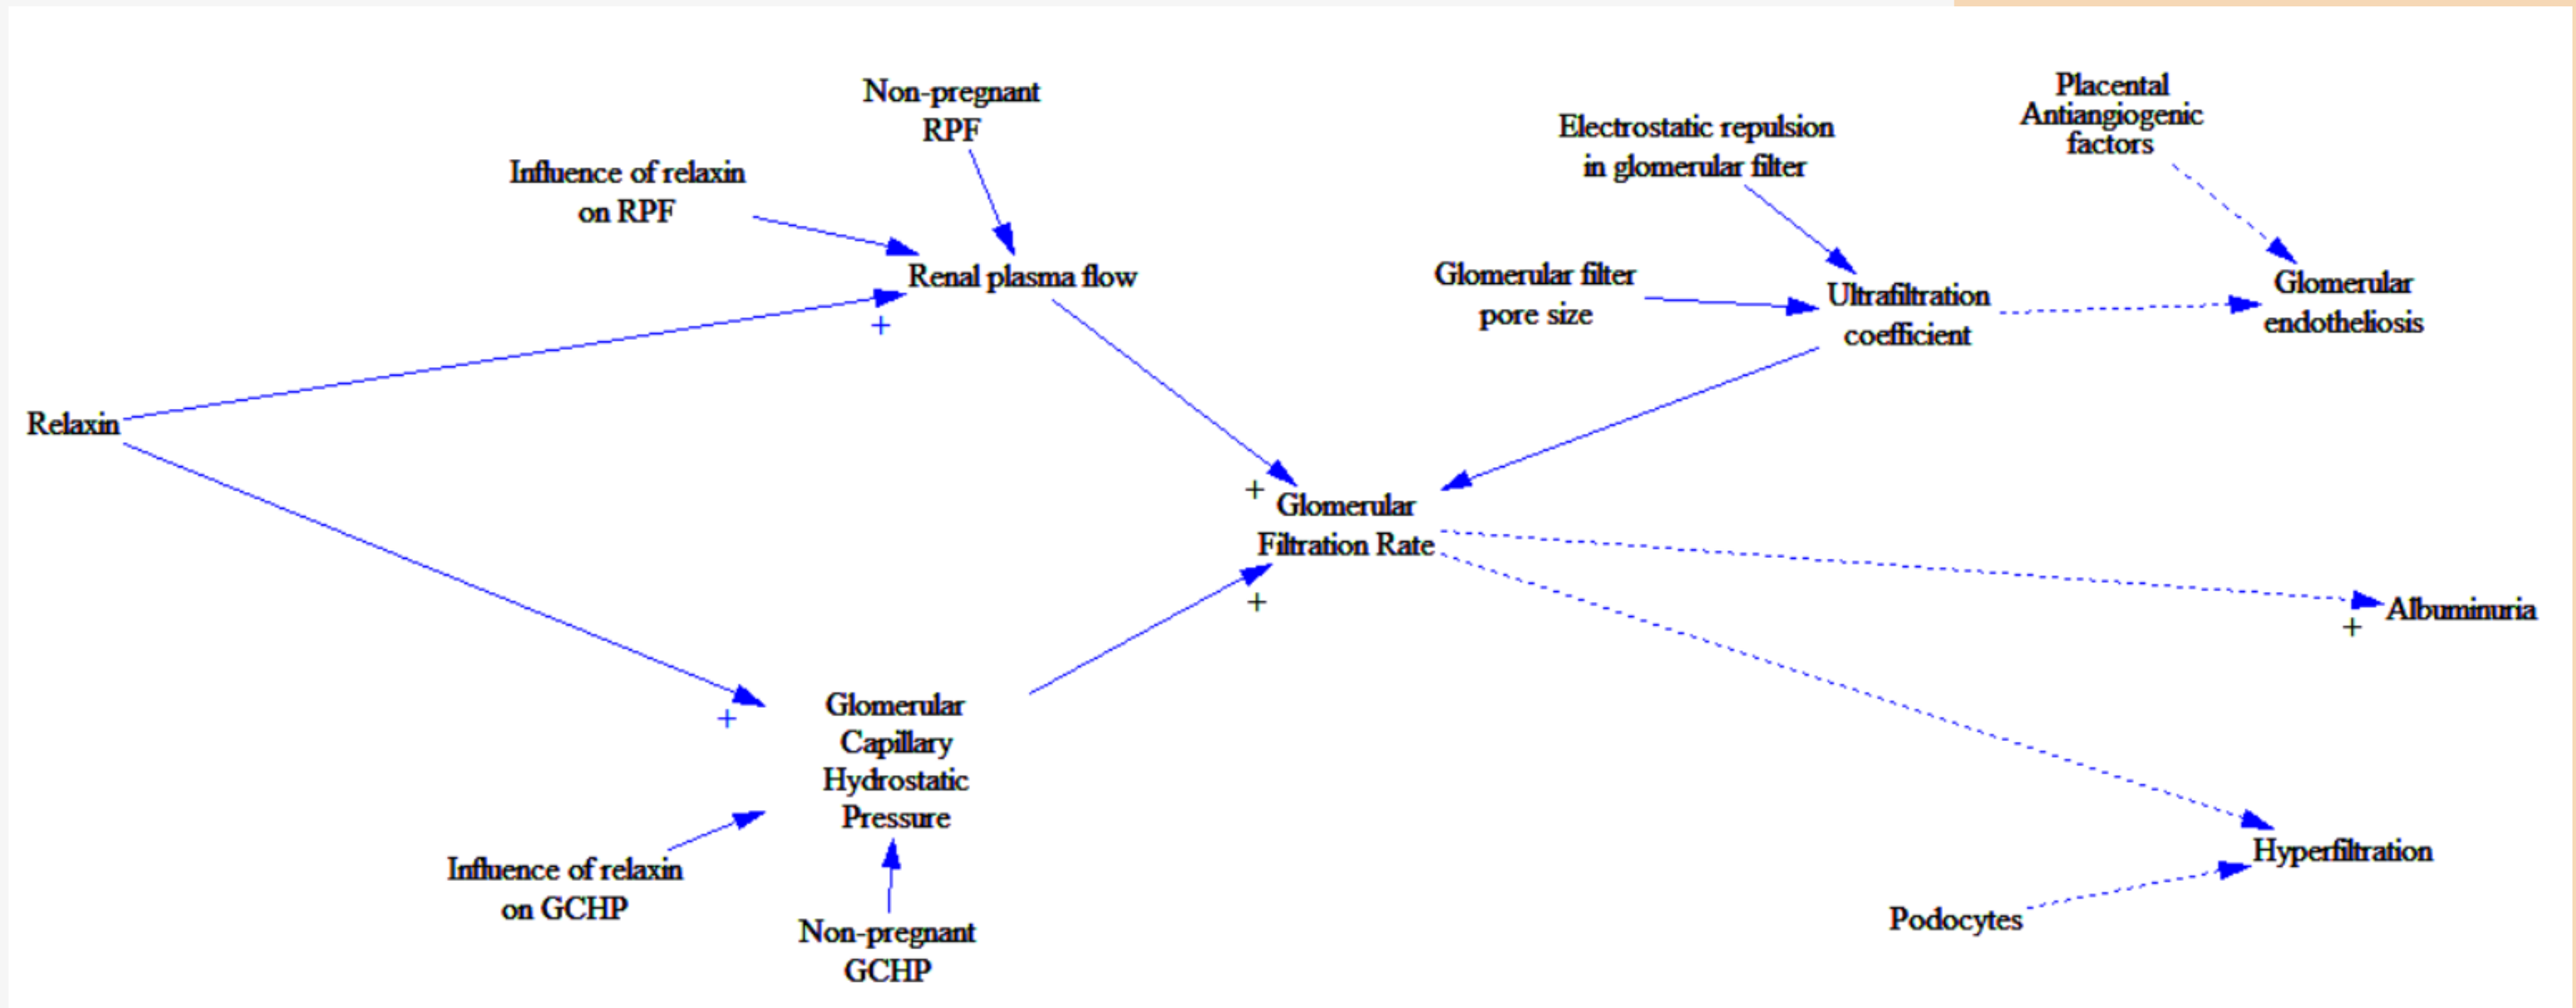 Non-pregnant
RPF
Influence of relaxin
on RPF
Renal plasma flow
+
Relaxin
Electrostatic repulsion
in glomerular filter
Placental
Antiangiogenic
factors
Glomerular filter
pore size
Ultrafiltration
coefficient
Glomerular
endotheliosis
+
Glomerular
Filtration Rate
+
Albuminuria
+
+
Glomerular
Capillary
Hydrostatic
Pressure
Influence of relaxin
on GCHP
Non-pregnant
GCHP
Hyperfiltration
Podocytes